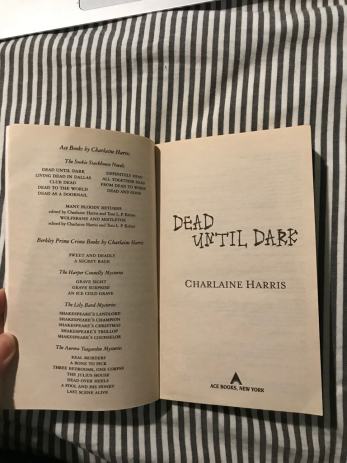 Ace Books by Charlaine Harris
The Sookie Stackhouse Novels
DEAD UNTIL DARK
LIVING DEAD IN DALLAS
CLUB DEAD
DEAD TO THE WORLD
DEAD AS A DOORNAIL
DEFINITELY DEAD
ALL TOGETHER DEAD
FROM DEAD TO WORSE
DEAD AND GONE
MANY BLOODY RETURNS
edited by Charlaine Harris and Toni L. P. Kelner
WOLFSBANE AND MISTLETOE
edited by Charlaine Harris and Toni L. P. Kelner
Berkley Prime Crime Books by Charlaine Harris
SWEET AND DEADLY
A SECRET RAGE
The Harper Connelly Mysteries
GRAVE SIGHT
GRAVE SURPRISE
AN ICE COLD GRAVE
The Lily Bard Mysteries
SHAKESPEARE'S LANDLORD
SHAKESPEARE'S CHAMPION
SHAKESPEARE'S CHRISTMAS
SHAKESPEARE'S TROLLOP
SHAKESPEARE'S COUNSELOR
The Aurora Teagarden Mysteries
REAL MURDERS
A BONE TO PICK
THREE BEDROOMS, ONE CORPSE
THE JULIUS HOUSE
DEAD OVER HEELS
A FOOL AND HIS HONEY
LAST SCENE ALIVE
DEAD
UNTIL DARK
CHARLAINE HARRIS
ACE BOOKS, NEW YORK